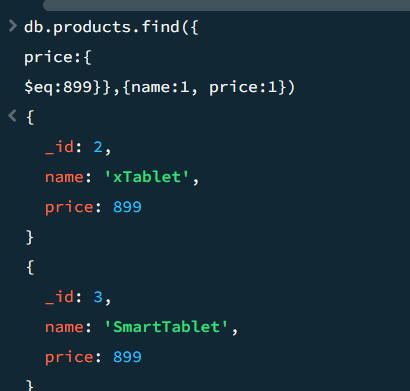 db.products.find({
price:{
$eq:899}},{name:1, price:1})
{
_id: 2,
name: 'xTablet',
price: 899
}
{
_id: 3,
name: 'SmartTablet',
price: 899
}